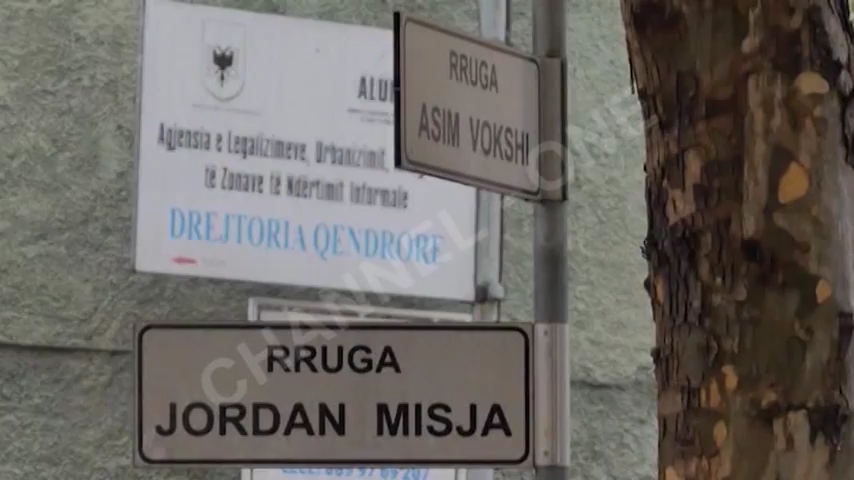 RRUGA
ASIM VOKSHI
ALU
Agjensia e Legalizimeve, Urbanizimit,
të Zonave të Ndërtimit Informale
DREJTORIA QENDRORE
RRUGA
JORDAN MISJA
CHANNEL ONE